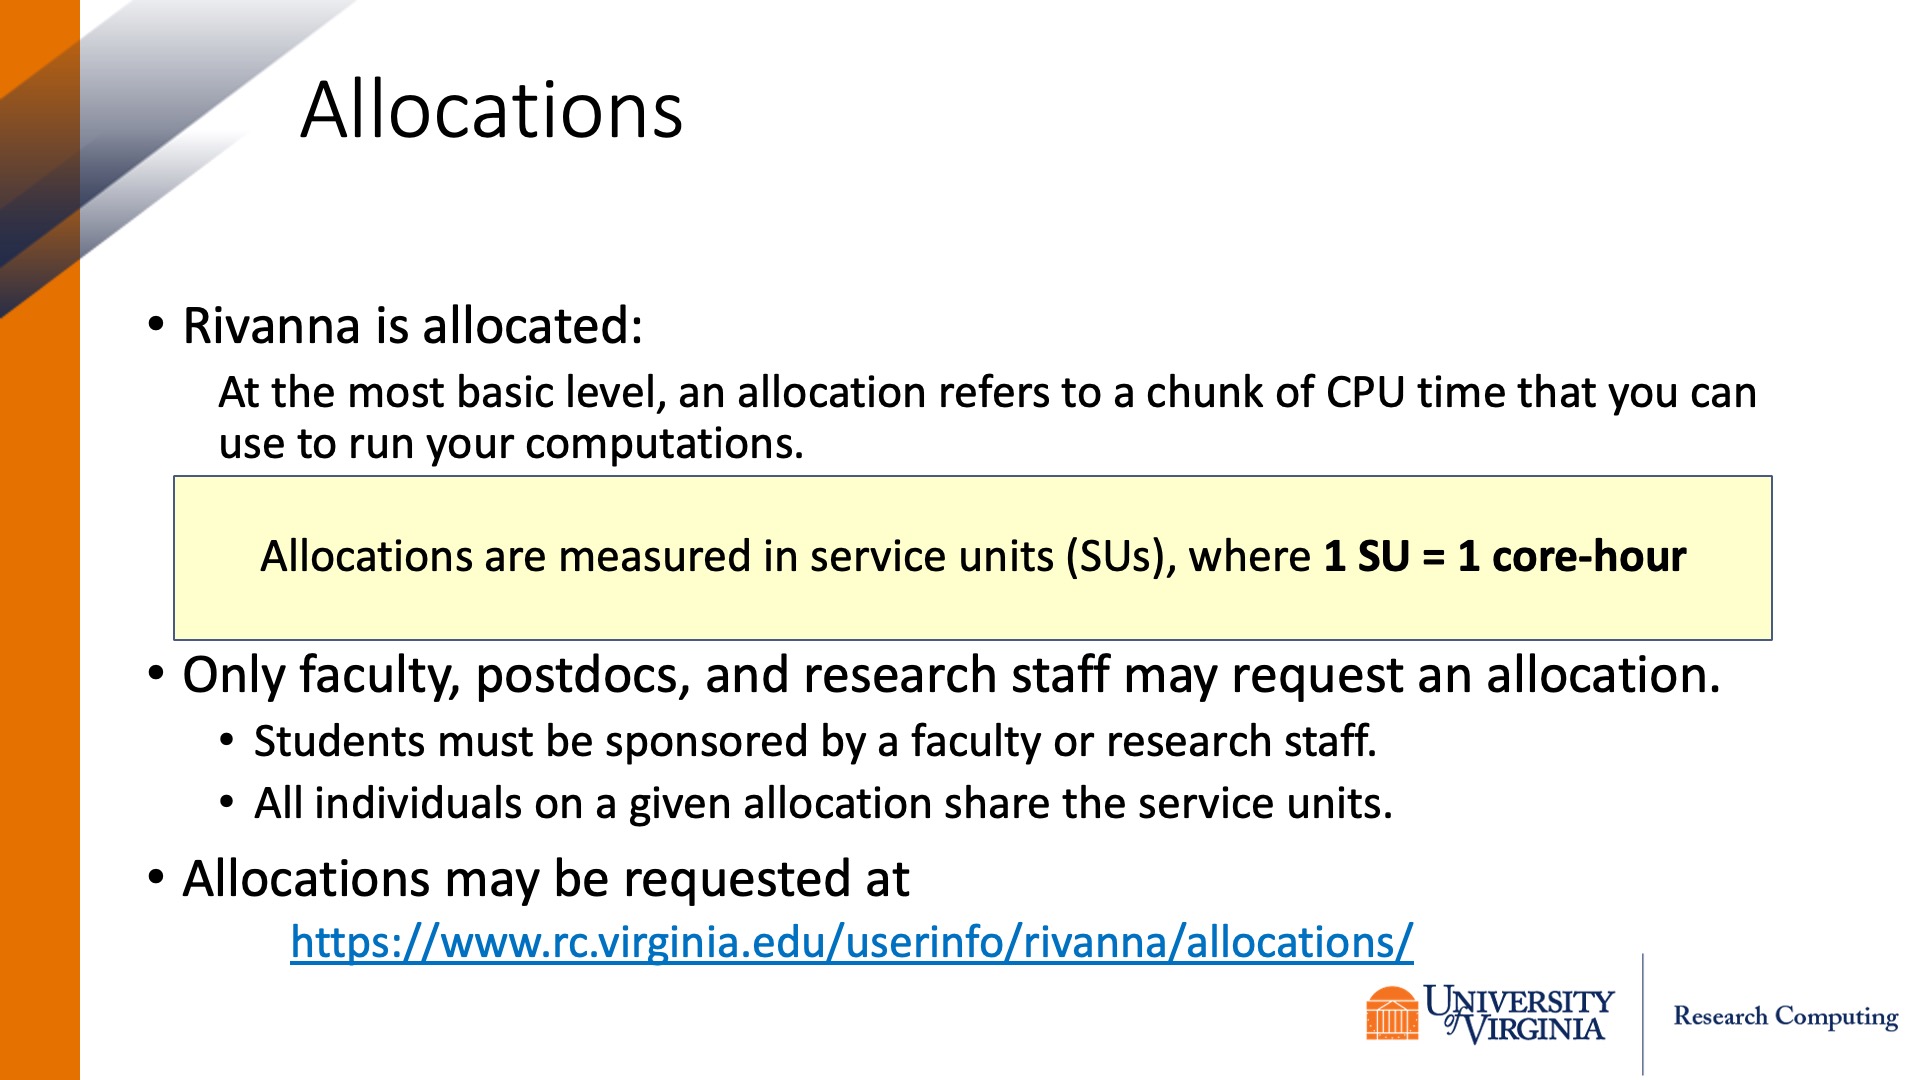 Allocations
• Rivanna is allocated:
At the most basic level, an allocation refers to a chunk of CPU time that you can
use to run your computations.
Allocations are measured in service units (SUs), where 1 SU = 1 core-hour
• Only faculty, postdocs, and research staff may request an allocation.
• Students must be sponsored by a faculty or research staff.
• All individuals on a given allocation share the service units.
• Allocations may be requested at
https://www.rc.virginia.edu/userinfo/rivanna/allocations/
UNIVERSITY
of VIRGINIA
Research Computing